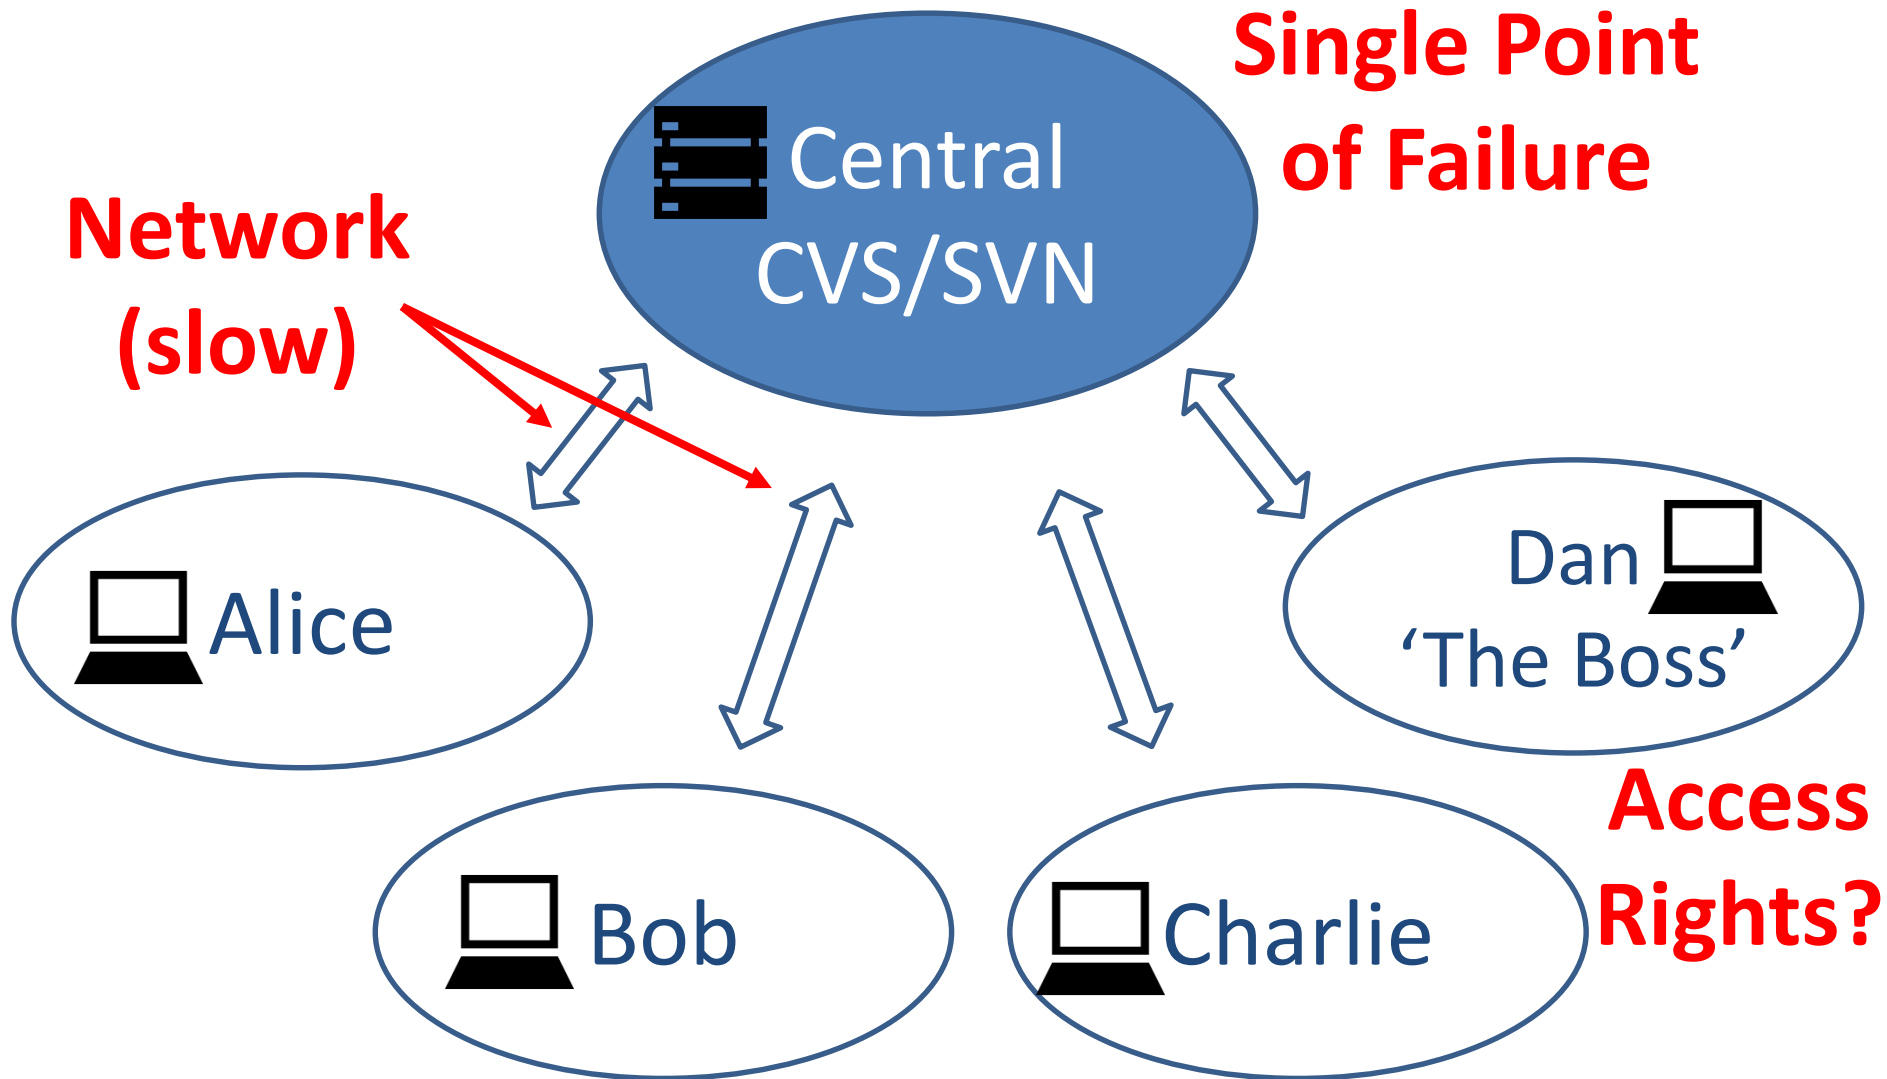 Single Point
of Failure
Central
CVS/SVN
Network
(slow)
Alice
Dan
‘The Boss’
Bob
Charlie
Access
Rights?